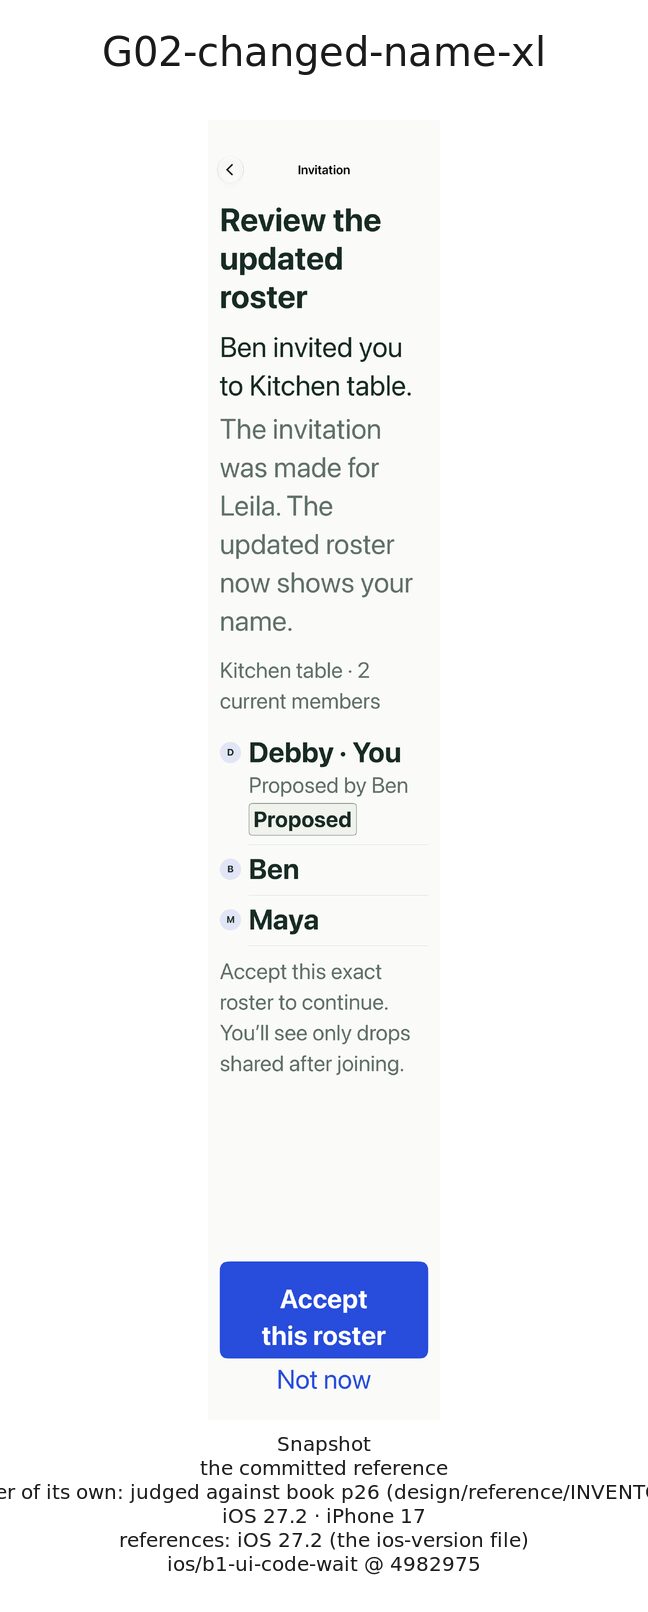 G02-changed-name-xl
Invitation
Review the
updated
roster
Ben invited you
to Kitchen table.
The invitation
was made for
Leila. The
updated roster
now shows your
name.
Kitchen table · 2
current members
D
Debby · You
Proposed by Ben
Proposed
B
Ben
M
Maya
Accept this exact
roster to continue.
You’ll see only drops
shared after joining.
Accept
this roster
Not now
Snapshot
the committed reference
of its own: judged against book p26 (design/reference/
iOS 27.2 · iPhone 17
references: iOS 27.2 (the ios-version file)
ios/b1-ui-code-wait @ 4982975